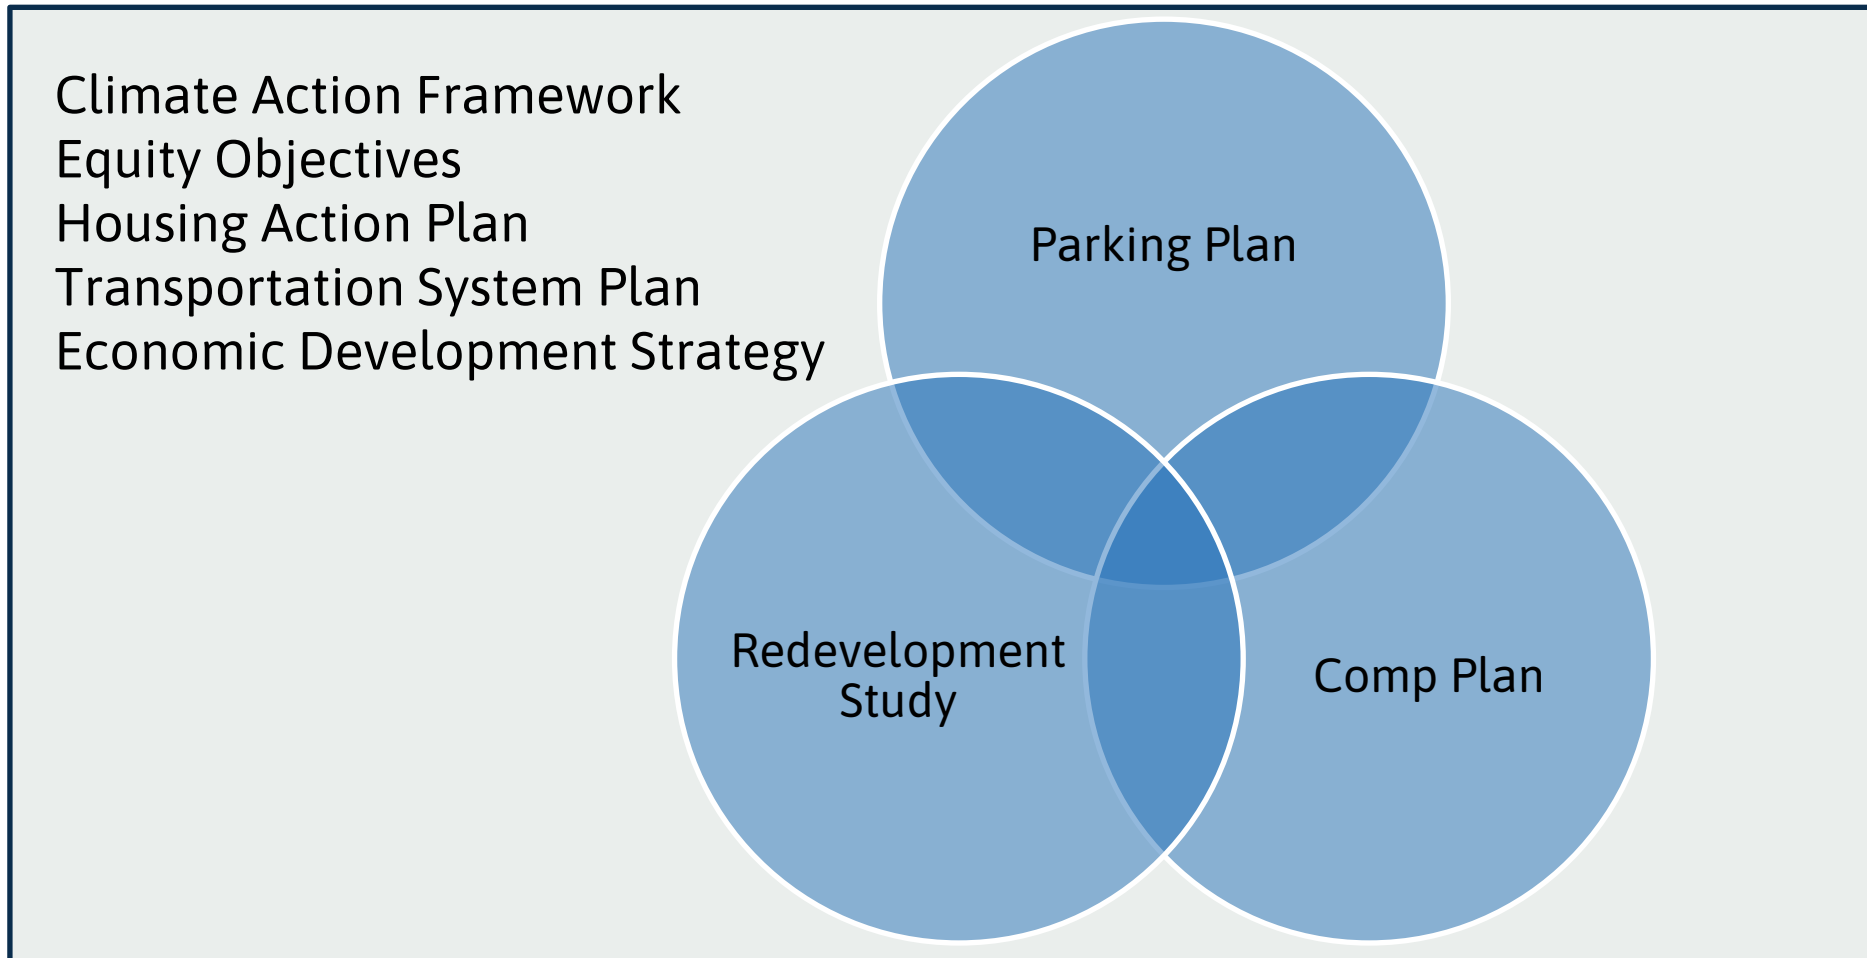 Climate Action Framework
Equity Objectives
Housing Action Plan
Transportation System Plan
Economic Development Strategy
Parking Plan
Redevelopment
Study
Comp Plan